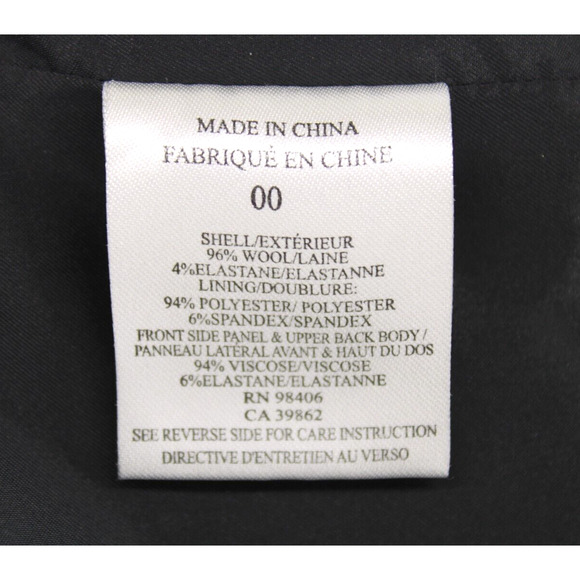 MADE IN CHINA
FABRIQUÉ EN CHINE
00
SHELL/EXTÉRIEUR
96% WOOL/LAINE
4%ELASTANE/ELASTANNE
LINING/DOUBLURE:
94% POLYESTER/ POLYESTER
6%SPANDEX/SPANDEX
FRONT SIDE PANEL & UPPER BACK BODY /
PANNEAU LATÉRAL AVANT & HAUT DU DOS
94% VISCOSE/VISCOSE
6%ELASTANE/ELASTANNE
RN 98406
CA 39862
SEE REVERSE SIDE FOR CARE INSTRUCTION
DIRECTIVE D'ENTRETIEN AU VERSO